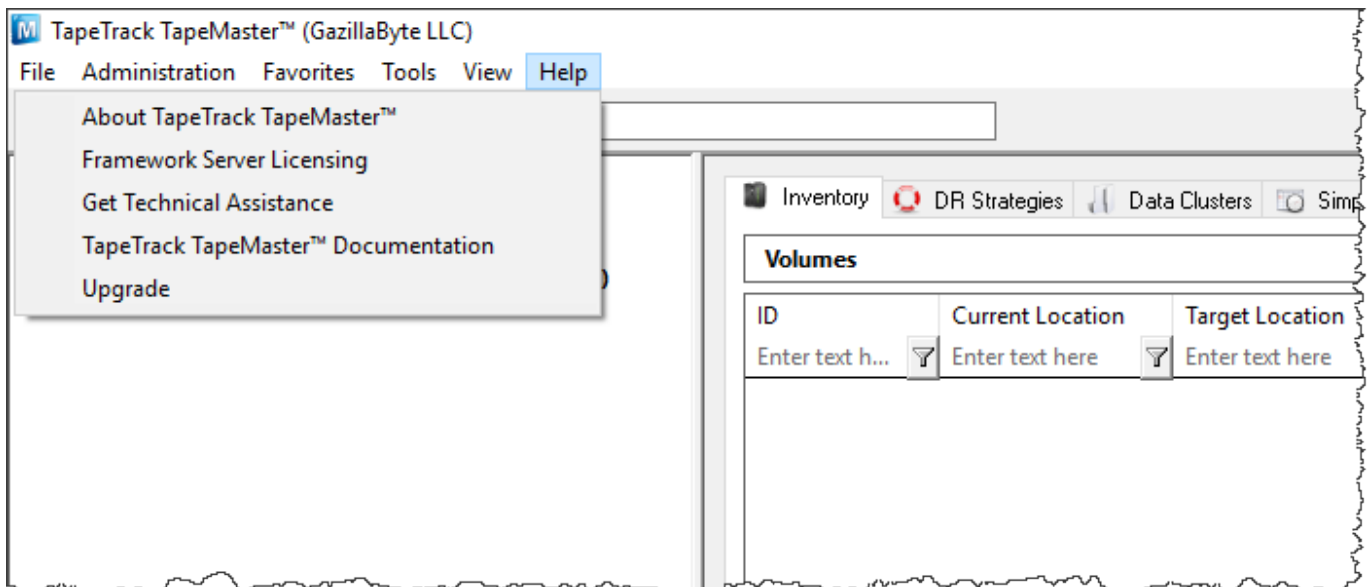 TapeTrack TapeMaster™ (GazillaByte LLC)
File Administration Favorites Tools View Help
About TapeTrack TapeMaster™
Framework Server Licensing
Get Technical Assistance
TapeTrack TapeMaster™ Documentation
Upgrade
Inventory DR Strategies Data Clusters
Volumes
ID Current Location Target Location
Enter text h... Enter text here Enter text here